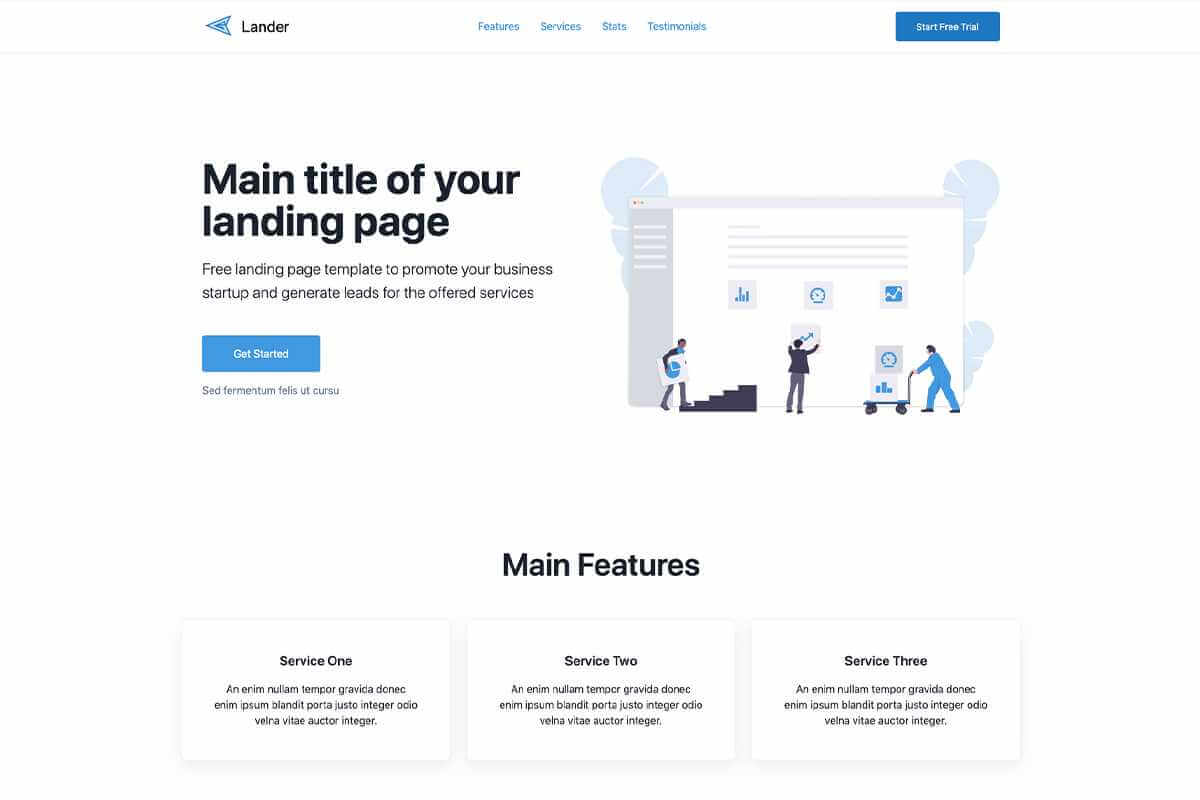 Lander
Features
Services
Stats
Testimonials
Start Free Trial
Main title of your
landing page
Free landing page template to promote your business
startup and generate leads for the offered services
Get Started
Sed fermentum felis ut cursu
Main Features
Service One
An enim nullam tempor gravida donec
enim ipsum blandit porta justo integer odio
velna vitae auctor integer.
Service Two
An enim nullam tempor gravida donec
enim ipsum blandit porta justo integer odio
velna vitae auctor integer.
Service Three
An enim nullam tempor gravida donec
enim ipsum blandit porta justo integer odio
velna vitae auctor integer.